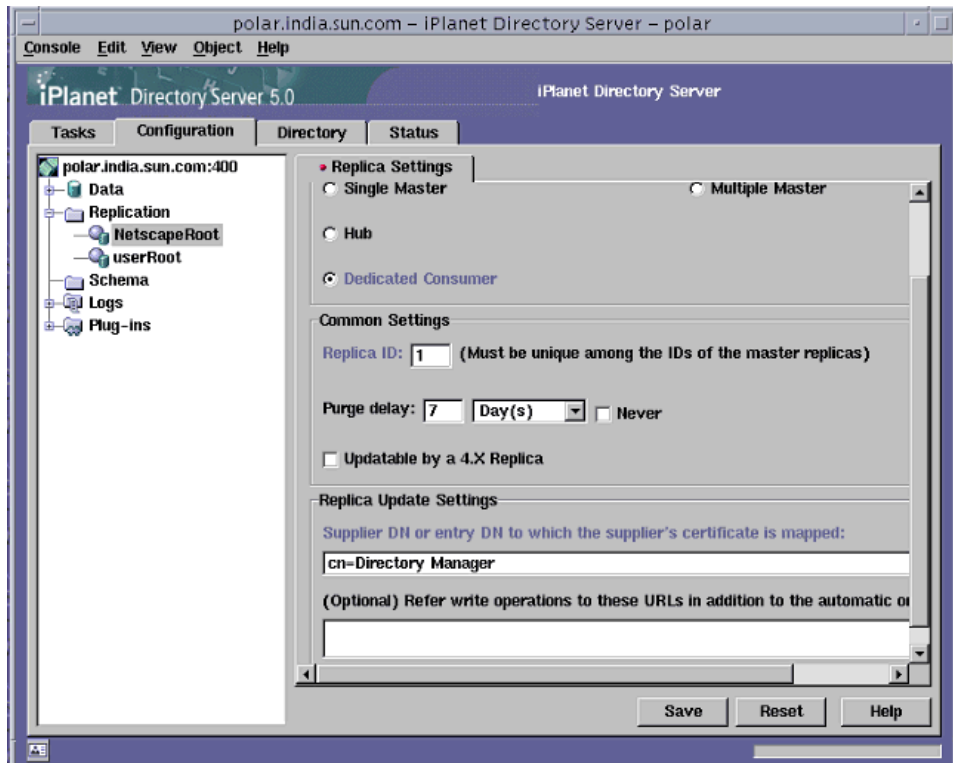 polar.india.sun.com – iPlanet Directory Server – polar
Console Edit View Object Help
iPlanet Directory Server 5.0
iPlanet Directory Server
Tasks Configuration Directory Status
polar.india.sun.com:400
Data
Replication
NetscapeRoot
userRoot
Schema
Logs
Plug-ins
Replica Settings
Single Master Multiple Master
Hub
Dedicated Consumer
Common Settings
Replica ID: 1 (Must be unique among the IDs of the master replicas)
Purge delay: 7 Day(s) Never
Updatable by a 4.X Replica
Replica Update Settings
Supplier DN or entry DN to which the supplier's certificate is mapped:
cn=Directory Manager
(Optional) Refer write operations to these URLs in addition to the automatic
Save Reset Help